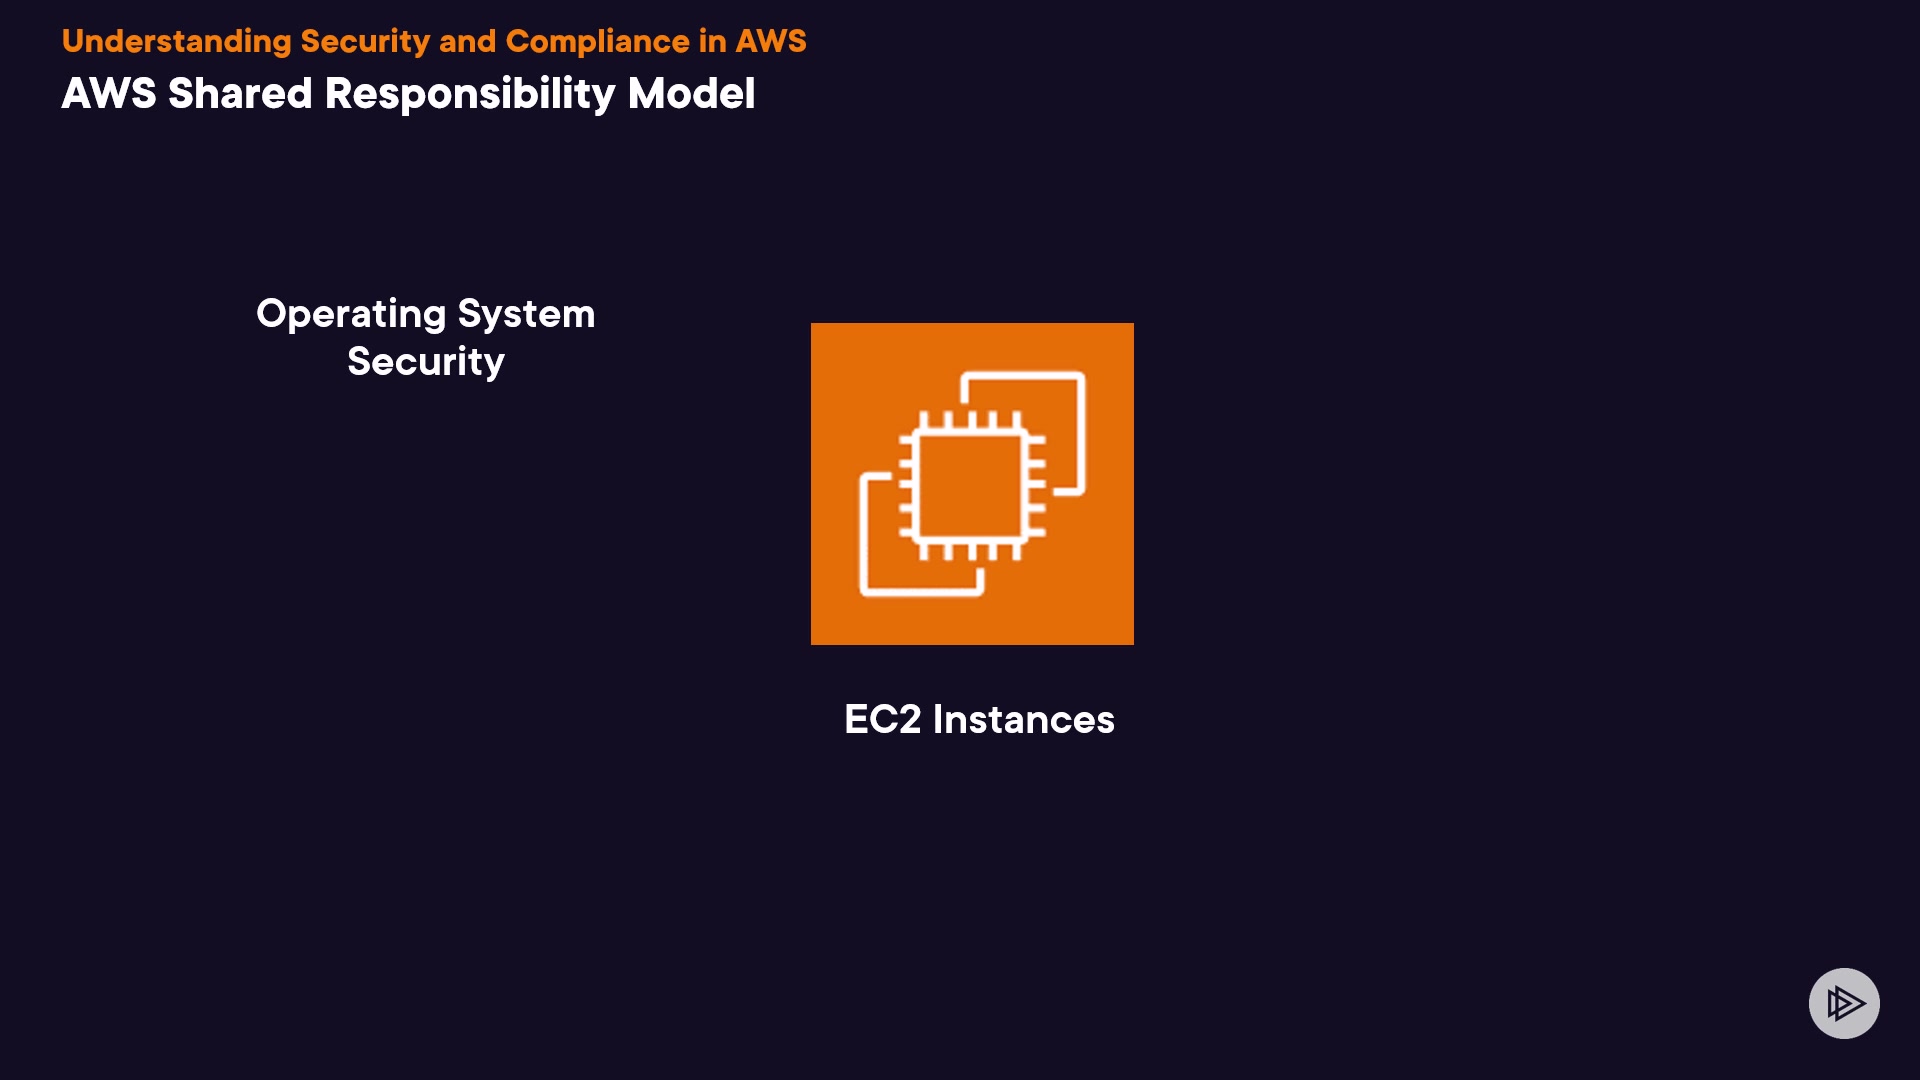 Understanding Security and Compliance in AWS
AWS Shared Responsibility Model
Operating System
Security
EC2 Instances